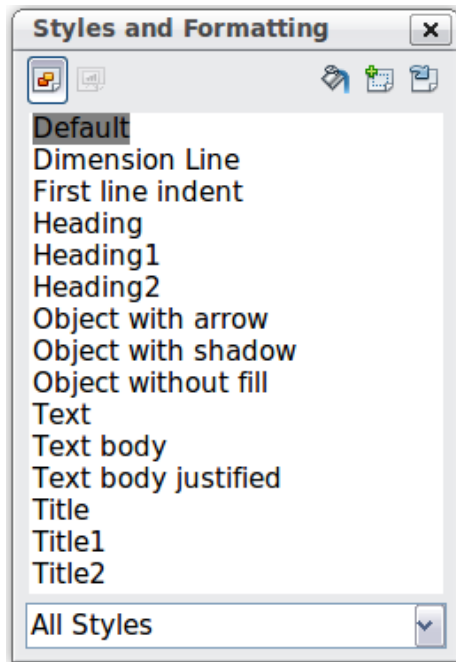 Styles and Formatting
Default
Dimension Line
First line indent
Heading
Heading1
Heading2
Object with arrow
Object with shadow
Object without fill
Text
Text body
Text body justified
Title
Title1
Title2
All Styles